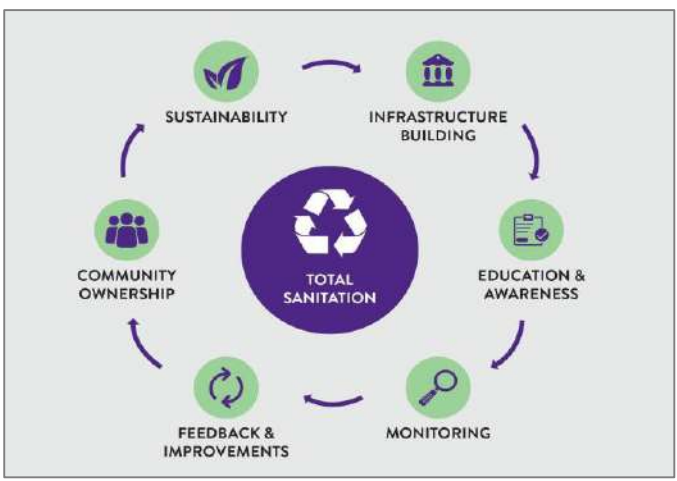 SUSTAINABILITY
INFRASTRUCTURE
BUILDING
EDUCATION &
AWARENESS
MONITORING
FEEDBACK &
IMPROVEMENTS
COMMUNITY
OWNERSHIP
TOTAL
SANITATION